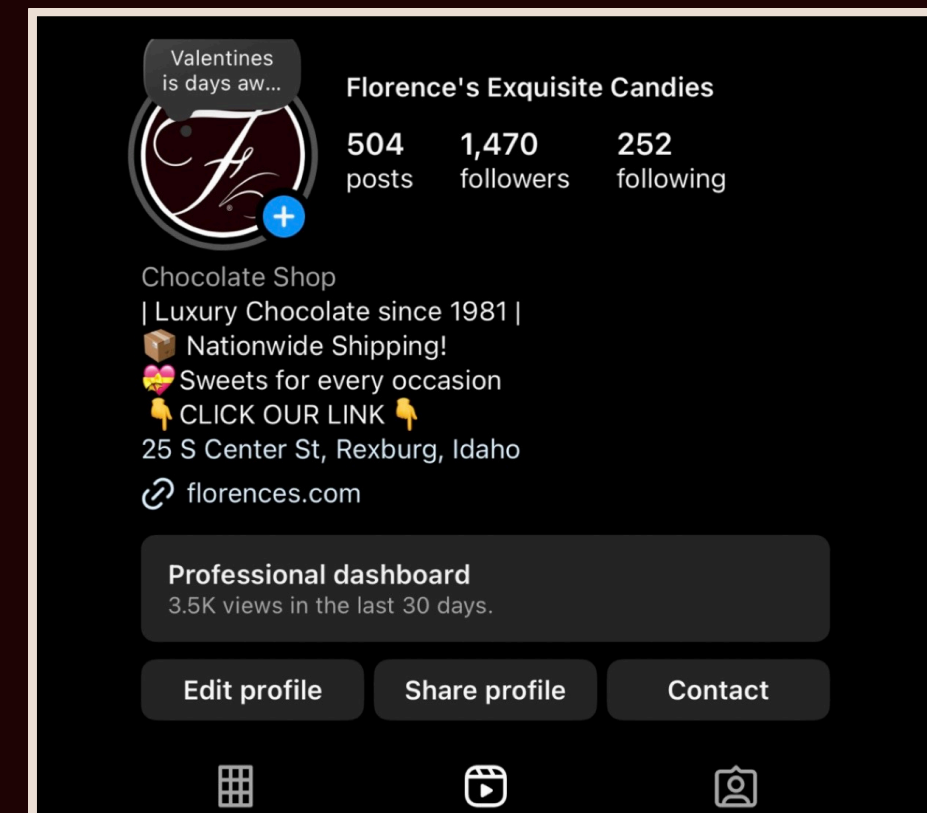 Valentines
is days aw...
Florence's Exquisite Candies
504 1,470 252
posts followers following
Chocolate Shop
| Luxury Chocolate since 1981 |
📦 Nationwide Shipping!
💝Sweets for every occasion
👇CLICK OUR LINK👇
25 S Center St, Rexburg, Idaho
florences.com
Professional dashboard
3.5K views in the last 30 days.
Edit profile Share profile Contact